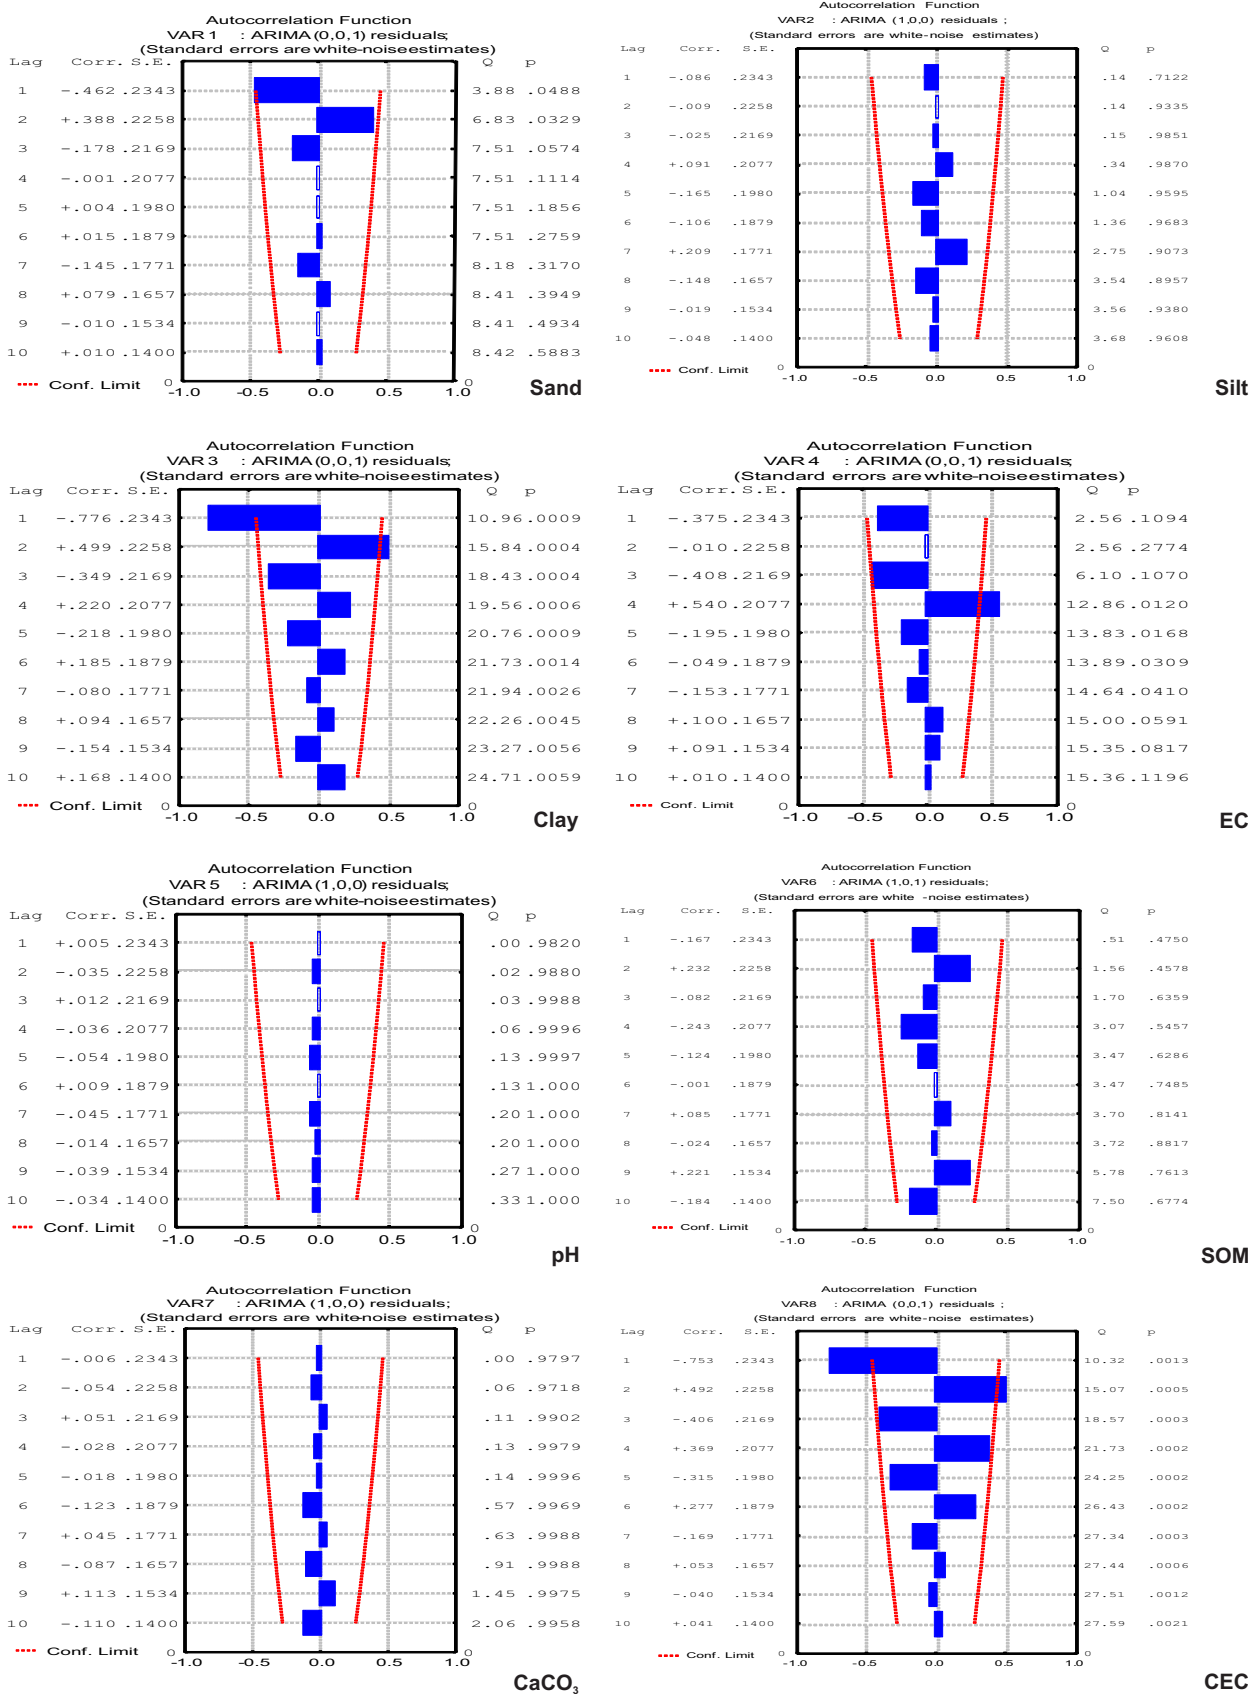 Autocorrelation Function
VAR 1 : ARIMA (0,0,1) residuals;
(Standard errors are white-noise estimates)
Lag Corr. S.E. Q p
1 -.462 .2343 3.88 .0488
2 +.388 .2258 6.83 .0329
3 -.178 .2169 7.51 .0574
4 -.001 .2077 7.51 .1114
5 +.004 .1980 7.51 .1856
6 +.015 .1879 7.51 .2759
7 -.145 .1771 8.18 .3170
8 +.079 .1657 8.41 .3949
9 -.010 .1534 8.41 .4934
10 +.010 .1400 8.42 .5883
Conf. Limit
0 0
-1.0 -0.5 0.0 0.5 1.0
Sand
Autocorrelation Function
VAR2 : ARIMA (1,0,0) residuals ;
(Standard errors are white-noise estimates)
Lag Corr. S.E. Q p
1 -.086 .2343 .14 .7122
2 -.009 .2258 .14 .9335
3 -.025 .2169 .15 .9851
4 +.091 .2077 .34 .9870
5 -.165 .1980 1.04 .9595
6 -.106 .1879 1.36 .9683
7 +.209 .1771 2.75 .9073
8 -.148 .1657 3.54 .8957
9 -.019 .1534 3.56 .9380
10 -.048 .1400 3.68 .9608
Conf. Limit
0 0
-1.0 -0.5 0.0 0.5 1.0
Silt
Autocorrelation Function
VAR 3 : ARIMA (0,0,1) residuals;
(Standard errors are white-noise estimates)
Lag Corr. S.E. Q p
1 -.776 .2343 10.96 .0009
2 +.499 .2258 15.84 .0004
3 -.349 .2169 18.43 .0004
4 +.220 .2077 19.56 .0006
5 -.218 .1980 20.76 .0009
6 +.185 .1879 21.73 .0014
7 -.080 .1771 21.94 .0026
8 +.094 .1657 22.26 .0045
9 -.154 .1534 23.27 .0056
10 +.168 .1400 24.71 .0059
Conf. Limit
0 0
-1.0 -0.5 0.0 0.5 1.0
Clay
Autocorrelation Function
VAR 4 : ARIMA (0,0,1) residuals;
(Standard errors are white-noise estimates)
Lag Corr. S.E. Q p
1 -.375 .2343 2.56 .1094
2 -.010 .2258 2.56 .2774
3 -.408 .2169 6.10 .1070
4 +.540 .2077 12.86 .0120
5 -.195 .1980 13.83 .0168
6 -.049 .1879 13.89 .0309
7 -.153 .1771 14.64 .0410
8 +.100 .1657 15.00 .0591
9 +.091 .1534 15.35 .0817
10 +.010 .1400 15.36 .1196
Conf. Limit
0 0
-1.0 -0.5 0.0 0.5 1.0
EC
Autocorrelation Function
VAR 5 : ARIMA (1,0,0) residuals;
(Standard errors are white-noise estimates)
Lag Corr. S.E. Q p
1 +.005 .2343 .00 .9820
2 -.035 .2258 .02 .9880
3 +.012 .2169 .03 .9988
4 -.036 .2077 .06 .9996
5 -.054 .1980 .13 .9997
6 +.009 .1879 .13 1.000
7 -.045 .1771 .20 1.000
8 -.014 .1657 .20 1.000
9 -.039 .1534 .27 1.000
10 -.034 .1400 .33 1.000
Conf. Limit
0 0
-1.0 -0.5 0.0 0.5 1.0
pH
Autocorrelation Function
VAR6 : ARIMA (1,0,1) residuals;
(Standard errors are white -noise estimates)
Lag Corr. S.E. Q p
1 -.167 .2343 .51 .4750
2 +.232 .2258 1.56 .4578
3 -.082 .2169 1.70 .6359
4 -.243 .2077 3.07 .5457
5 -.124 .1980 3.47 .6286
6 -.001 .1879 3.47 .7485
7 +.085 .1771 3.70 .8141
8 -.024 .1657 3.72 .8817
9 +.221 .1534 5.78 .7613
10 -.184 .1400 7.50 .6774
Conf. Limit
0 0
-1.0 -0.5 0.0 0.5 1.0
SOM
Autocorrelation Function
VAR7 : ARIMA (1,0,0) residuals;
(Standard errors are white-noise estimates)
Lag Corr. S.E. Q p
1 -.006 .2343 .00 .9797
2 -.054 .2258 .06 .9718
3 +.051 .2169 .11 .9902
4 -.028 .2077 .13 .9979
5 -.018 .1980 .14 .9996
6 -.123 .1879 .57 .9969
7 +.045 .1771 .63 .9988
8 -.087 .1657 .91 .9988
9 +.113 .1534 1.45 .9975
10 -.110 .1400 2.06 .9958
Conf. Limit
0 0
-1.0 -0.5 0.0 0.5 1.0
CaCO₃
Autocorrelation Function
VAR8 : ARIMA (0,0,1) residuals ;
(Standard errors are white-noise estimates)
Lag Corr. S.E. Q p
1 -.753 .2343 10.32 .0013
2 +.492 .2258 15.07 .0005
3 -.406 .2169 18.57 .0003
4 +.369 .2077 21.73 .0002
5 -.315 .1980 24.25 .0002
6 +.277 .1879 26.43 .0002
7 -.169 .1771 27.34 .0003
8 +.053 .1657 27.44 .0006
9 -.040 .1534 27.51 .0012
10 +.041 .1400 27.59 .0021
Conf. Limit
0 0
-1.0 -0.5 0.0 0.5 1.0
CEC